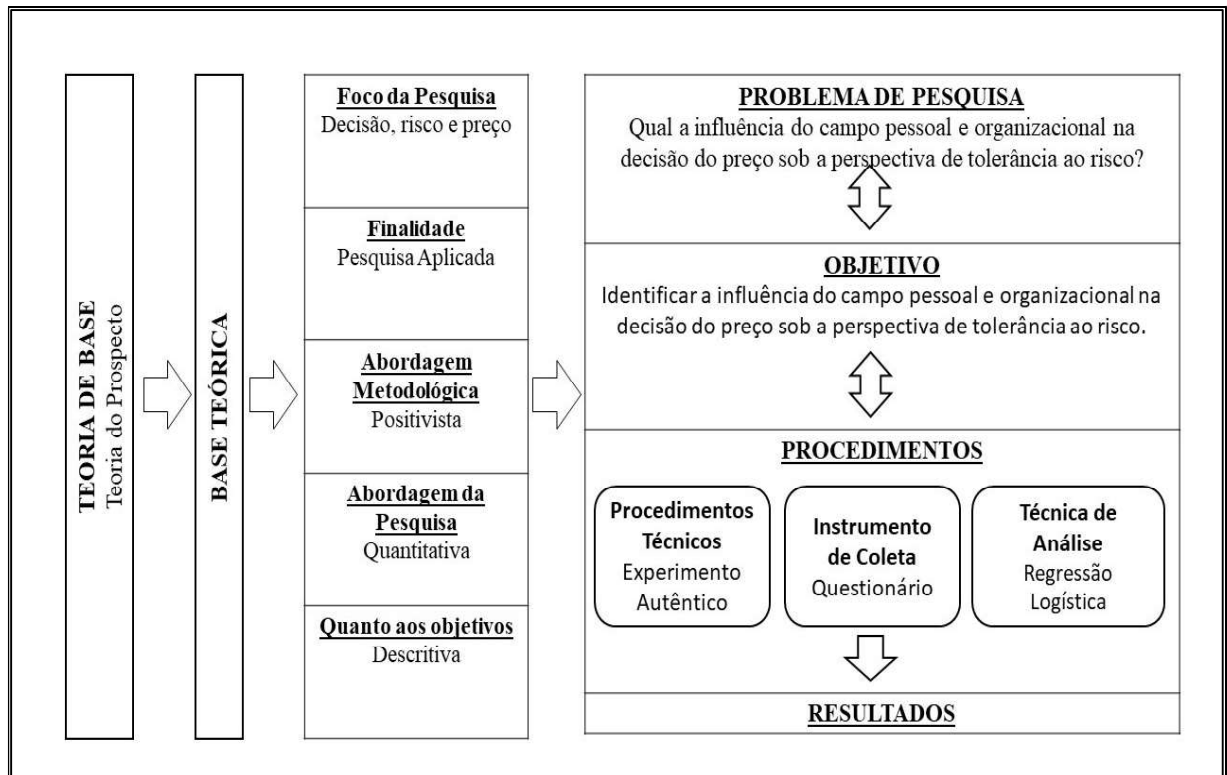 TEORIA DE BASE
Teoria do Prospecto
BASE TEÓRICA
Foco da Pesquisa
Decisão, risco e preço
Finalidade
Pesquisa Aplicada
Abordagem
Metodológica
Positivista
Abordagem da
Pesquisa
Quantitativa
Quanto aos objetivos
Descritiva
PROBLEMA DE PESQUISA
Qual a influência do campo pessoal e organizacional na
decisão do preço sob a perspectiva de tolerância ao risco?
OBJETIVO
Identificar a influência do campo pessoal e organizacional na
decisão do preço sob a perspectiva de tolerância ao risco.
PROCEDIMENTOS
Procedimentos
Técnicos
Experimento
Autêntico
Instrumento
de Coleta
Questionário
Técnica de
Análise
Regressão
Logística
RESULTADOS